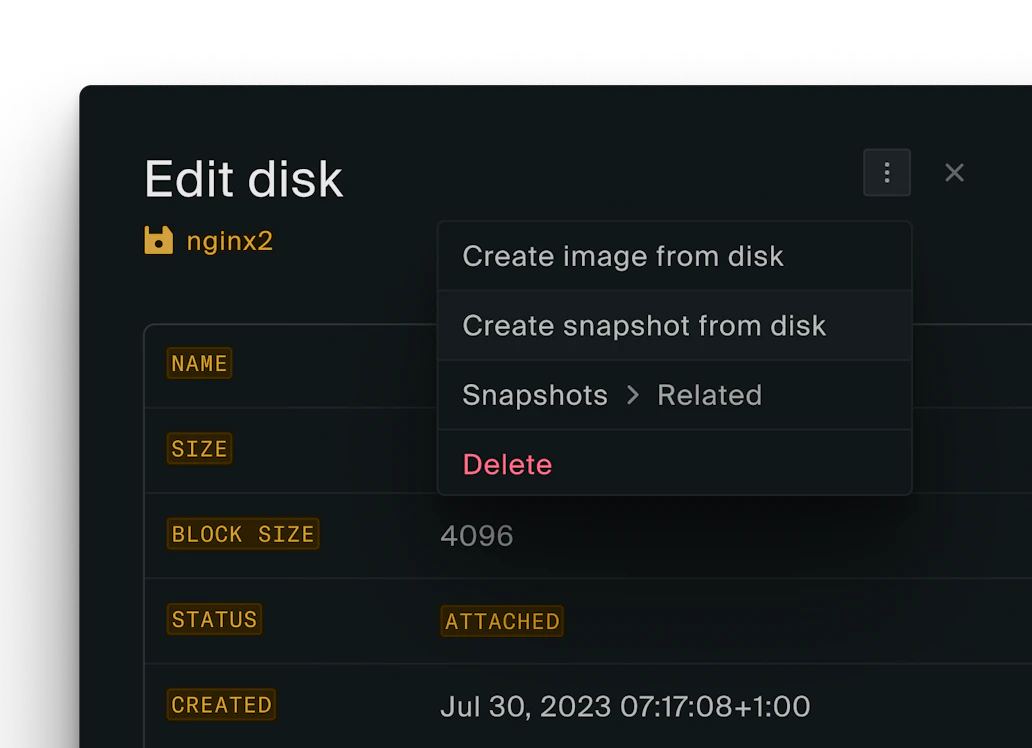 Edit disk
nginx2
Create image from disk
Create snapshot from disk
Snapshots > Related
Delete
NAME
SIZE
BLOCK SIZE 4096
STATUS ATTACHED
CREATED Jul 30, 2023 07:17:08+1:00